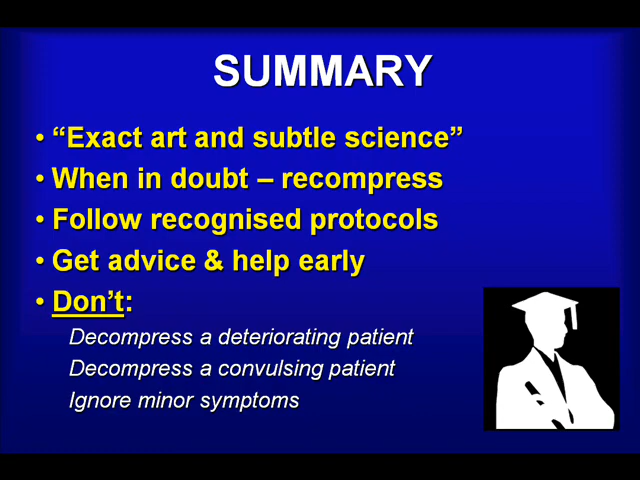 SUMMARY
• “Exact art and subtle science”
• When in doubt – recompress
• Follow recognised protocols
• Get advice & help early
• Don’t:
Decompress a deteriorating patient
Decompress a convulsing patient
Ignore minor symptoms